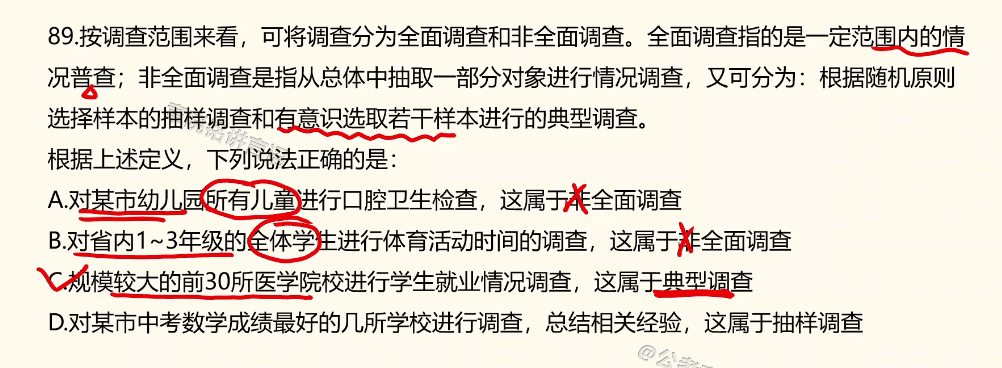 89.按调查范围来看，可将调查分为全面调查和非全面调查。全面调查指的是一定范围内的情
况普查；非全面调查是指从总体中抽取一部分对象进行情况调查，又可分为：根据随机原则
选择样本的抽样调查和有意识选取若干样本进行的典型调查。
根据上述定义，下列说法正确的是：
A.对某市幼儿园所有儿童进行口腔卫生检查，这属于非全面调查
B.对省内1~3年级的全体学生进行体育活动时间的调查，这属于非全面调查
C.规模较大的前30所医学院校进行学生就业情况调查，这属于典型调查
D.对某市中考数学成绩最好的几所学校进行调查，总结相关经验，这属于抽样调查
@公考